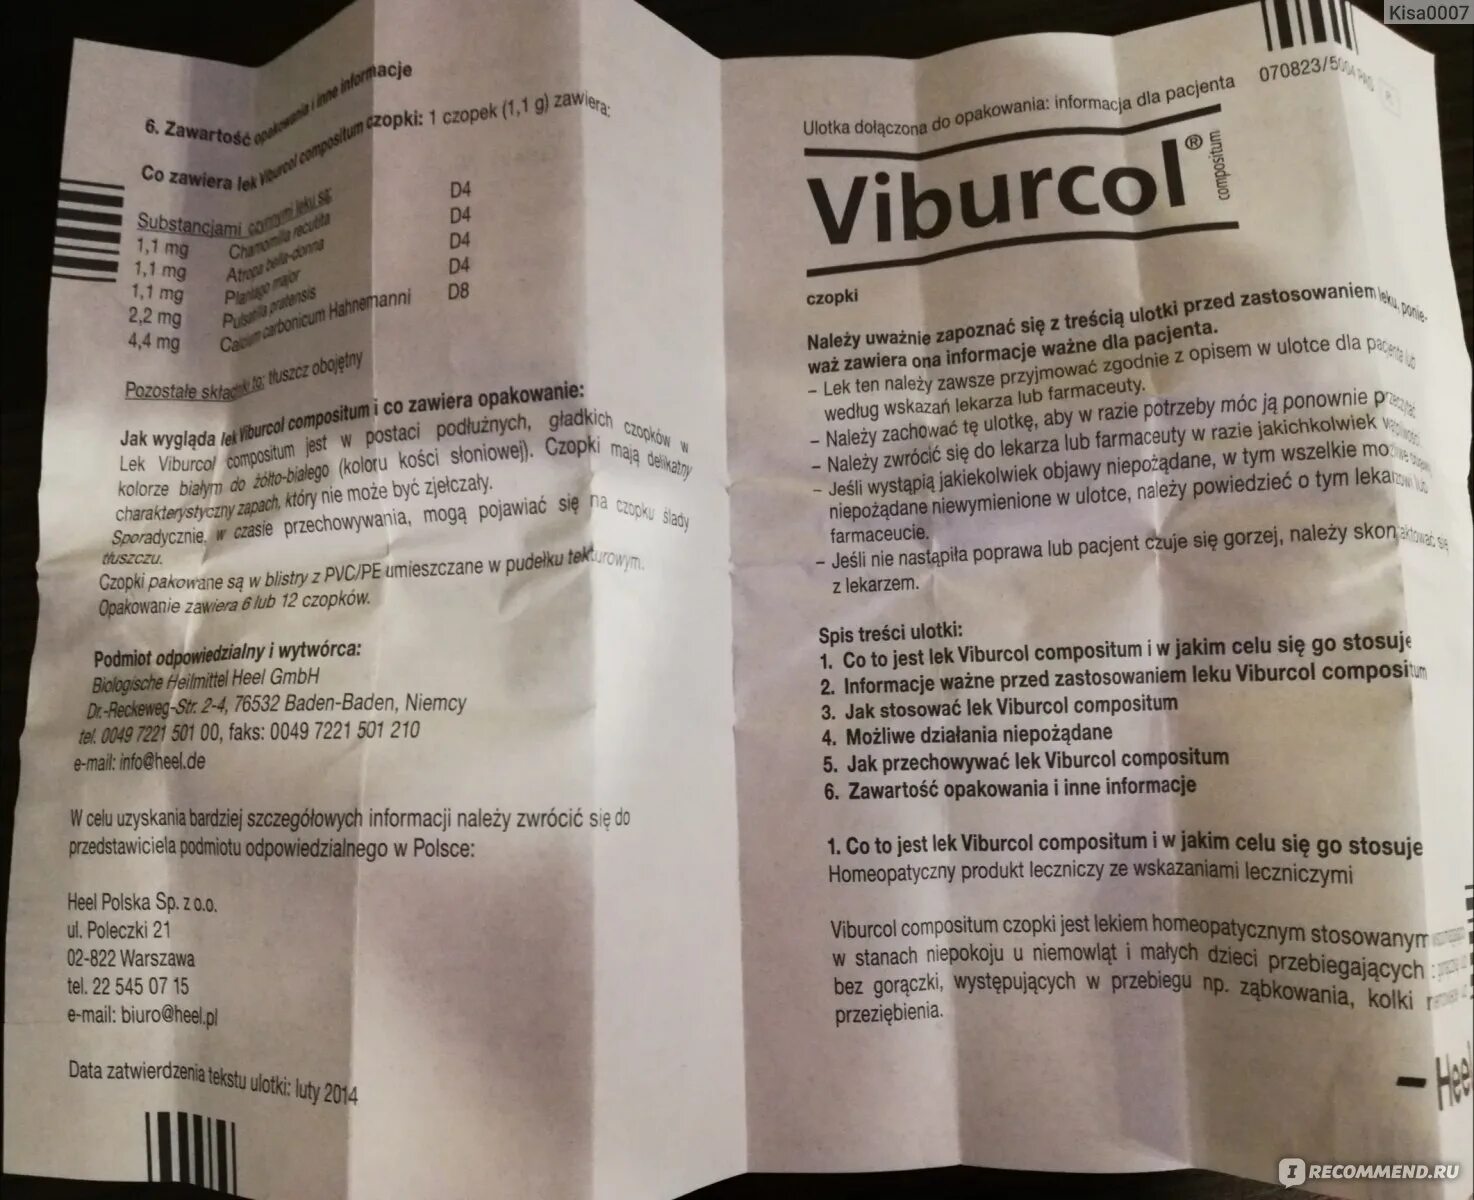 Kisa0007
6. Zawartość opakowania i inne informacje
Co zawiera lek Viburcol compositum czopki: 1 czopek (1,1 g) zawiera:
Substancjami czynnymi leku są:
1,1 mg Chamomilla recutita D4
1,1 mg Atropa bella-donna D4
1,1 mg Plantago major D4
2,2 mg Pulsatilla pratensis D4
4,4 mg Calcium carbonicum Hahnemanni D8
Pozostałe składniki to: tłuszcz obojętny
Jak wygląda lek Viburcol compositum i co zawiera opakowanie:
Lek Viburcol compositum jest w postaci podłużnych, gładkich czopków w
kolorze białym do żółto-białego (koloru kości słoniowej). Czopki mają delikatny
charakterystyczny zapach, który nie może być zjełczały.
Sporadycznie, w czasie przechowywania, mogą pojawiać się na czopku ślady
tłuszczu.
Czopki pakowane są w blistry z PVC/PE umieszczane w pudełku tekturowym.
Opakowanie zawiera 6 lub 12 czopków.
Podmiot odpowiedzialny i wytwórca:
Biologische Heilmittel Heel GmbH
Dr.-Reckeweg-Str. 2-4, 76532 Baden-Baden, Niemcy
tel. 0049 7221 501 00, faks: 0049 7221 501 210
e-mail: info@heel.de
W celu uzyskania bardziej szczegółowych informacji należy zwrócić się do
przedstawiciela podmiotu odpowiedzialnego w Polsce:
Heel Polska Sp. z o.o.
ul. Poleczki 21
02-822 Warszawa
tel. 22 545 07 15
e-mail: biuro@heel.pl
Data zatwierdzenia tekstu ulotki: luty 2014
070823/5004
Ulotka dołączona do opakowania: informacja dla pacjenta
Viburcol® compositum
czopki
Należy uważnie zapoznać się z treścią ulotki przed zastosowaniem leku, ponie-
waż zawiera ona informacje ważne dla pacjenta.
– Lek ten należy zawsze przyjmować zgodnie z opisem w ulotce dla pacjenta lub
według wskazań lekarza lub farmaceuty.
– Należy zachować tę ulotkę, aby w razie potrzeby móc ją ponownie przeczytać
– Należy zwrócić się do lekarza lub farmaceuty w razie jakichkolwiek wątpliwości
– Jeśli wystąpią jakiekolwiek objawy niepożądane, w tym wszelkie możliwe
niepożądane niewymienione w ulotce, należy powiedzieć o tym lekarzowi lub
farmaceucie.
– Jeśli nie nastąpiła poprawa lub pacjent czuje się gorzej, należy skontaktować się
z lekarzem.
Spis treści ulotki:
1. Co to jest lek Viburcol compositum i w jakim celu się go stosuje
2. Informacje ważne przed zastosowaniem leku Viburcol compositum
3. Jak stosować lek Viburcol compositum
4. Możliwe działania niepożądane
5. Jak przechowywać lek Viburcol compositum
6. Zawartość opakowania i inne informacje
1. Co to jest lek Viburcol compositum i w jakim celu się go stosuje
Homeopatyczny produkt leczniczy ze wskazaniami leczniczymi
Viburcol compositum czopki jest lekiem homeopatycznym stosowanym
w stanach niepokoju u niemowląt i małych dzieci przebiegających
bez gorączki, występujących w przebiegu np. ząbkowania, kolki
przeziębienia.
– Heel
IRECOMMEND.RU